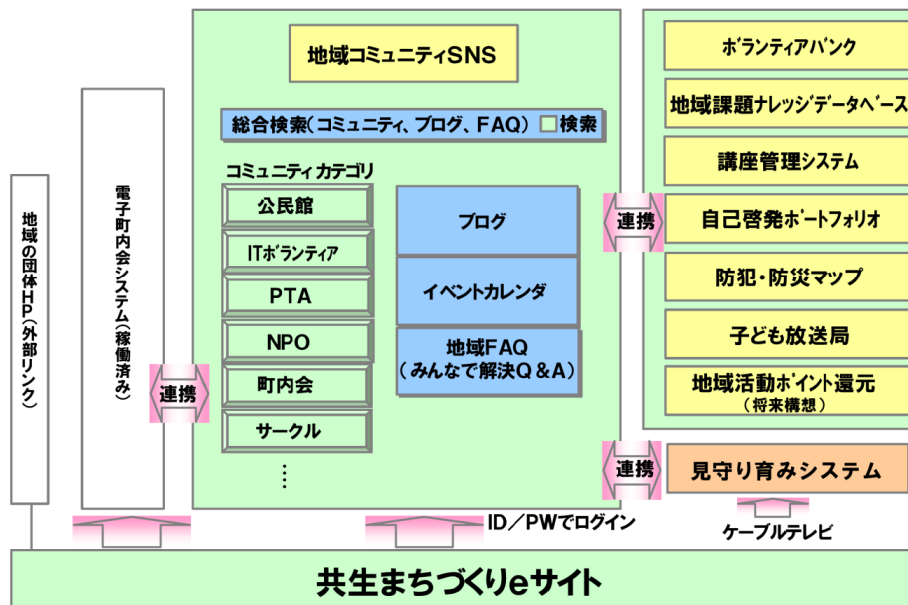 地域の団体HP(外部リンク)
電子町内会システム(稼働済み)
連携
地域コミュニティSNS
総合検索(コミュニティ、ブログ、FAQ) 検索
コミュニティカテゴリ
公民館
ITボランティア
PTA
NPO
町内会
サークル
⋮
ブログ
イベントカレンダ
地域FAQ
(みんなで解決Q&A)
連携
連携
ボランティアバンク
地域課題ナレッジデータベース
講座管理システム
自己啓発ポートフォリオ
防犯・防災マップ
子ども放送局
地域活動ポイント還元
(将来構想)
見守り育みシステム
ID/PWでログイン
ケーブルテレビ
共生まちづくりeサイト